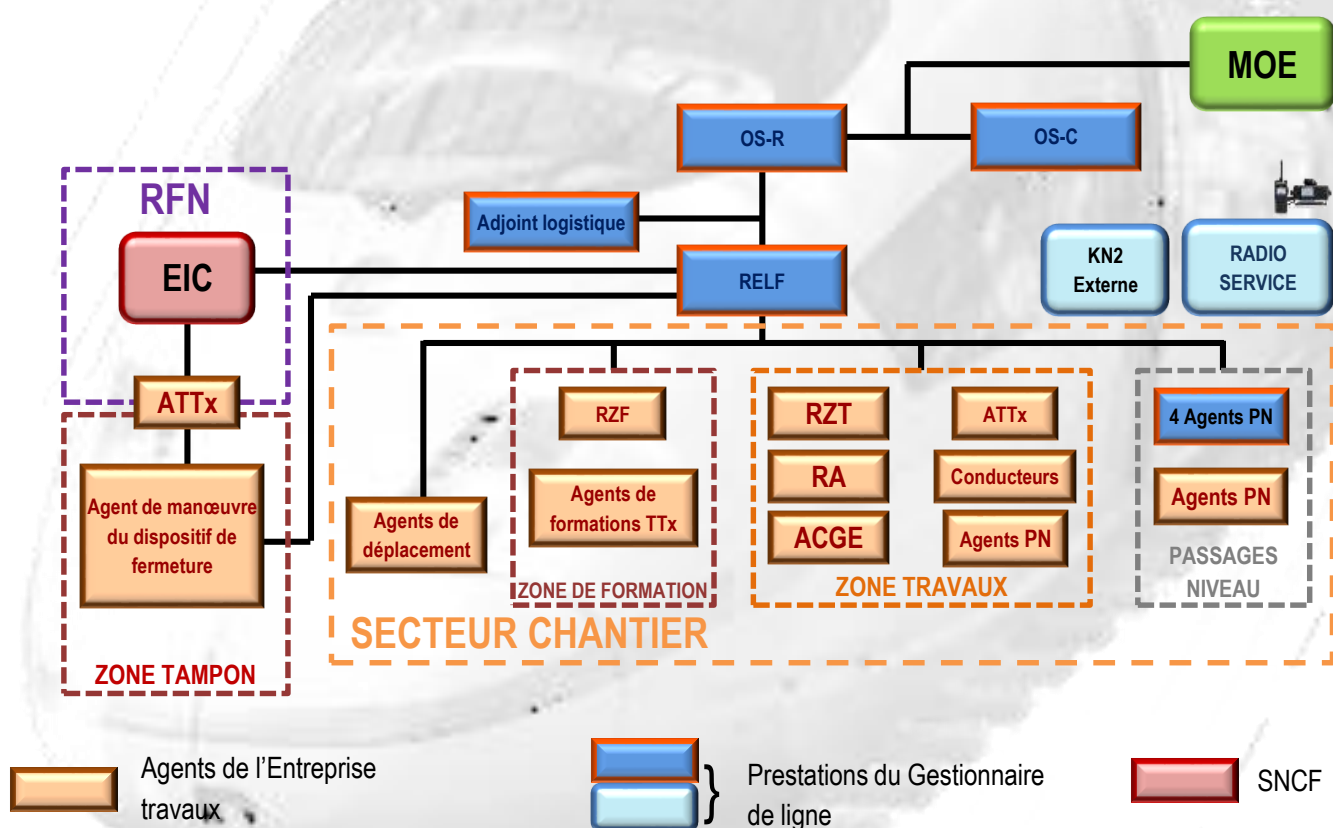 MOE
OS-R
OS-C
RFN
Adjoint logistique
EIC
RELF
KN2
Externe
RADIO
SERVICE
ATTx
Agent de manœuvre
du dispositif de
fermeture
ZONE TAMPON
Agents de
déplacement
RZF
Agents de
formations TTx
ZONE DE FORMATION
RZT
ATTx
RA
Conducteurs
ACGE
Agents PN
ZONE TRAVAUX
4 Agents PN
Agents PN
PASSAGES
NIVEAU
SECTEUR CHANTIER
Agents de l’Entreprise
travaux
}
Prestations du Gestionnaire
de ligne
SNCF